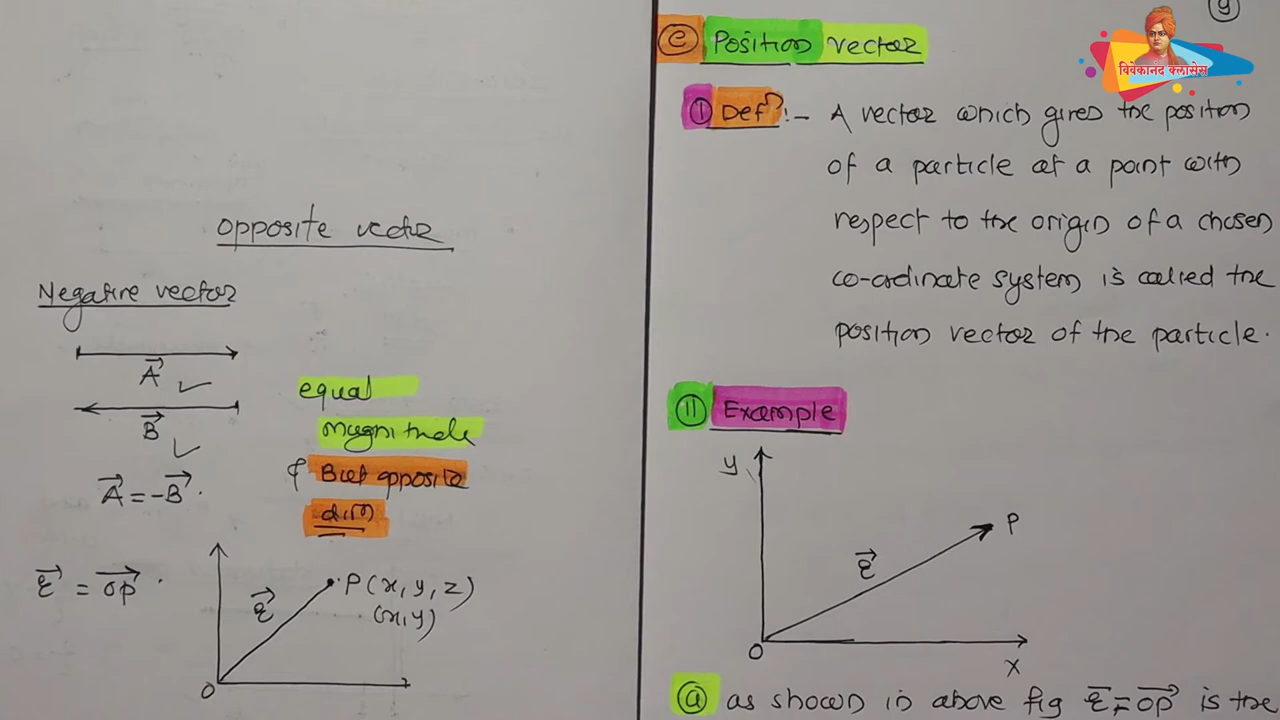 opposite vector
Negative vector
A
B
A = -B.
equal
magnitude
& But opposite
dirn
r = OP.
r
P(x, y, z)
(x, y)
O
9
विवेकानंद क्लासेस
e Position vector
I Defn :- A vector which gives the position
of a particle at a point with
respect to the origin of a chosen
co-ordinate system is called the
position vector of the particle.
II Example
y
P
r
O
X
a as shown in above fig r = OP is the